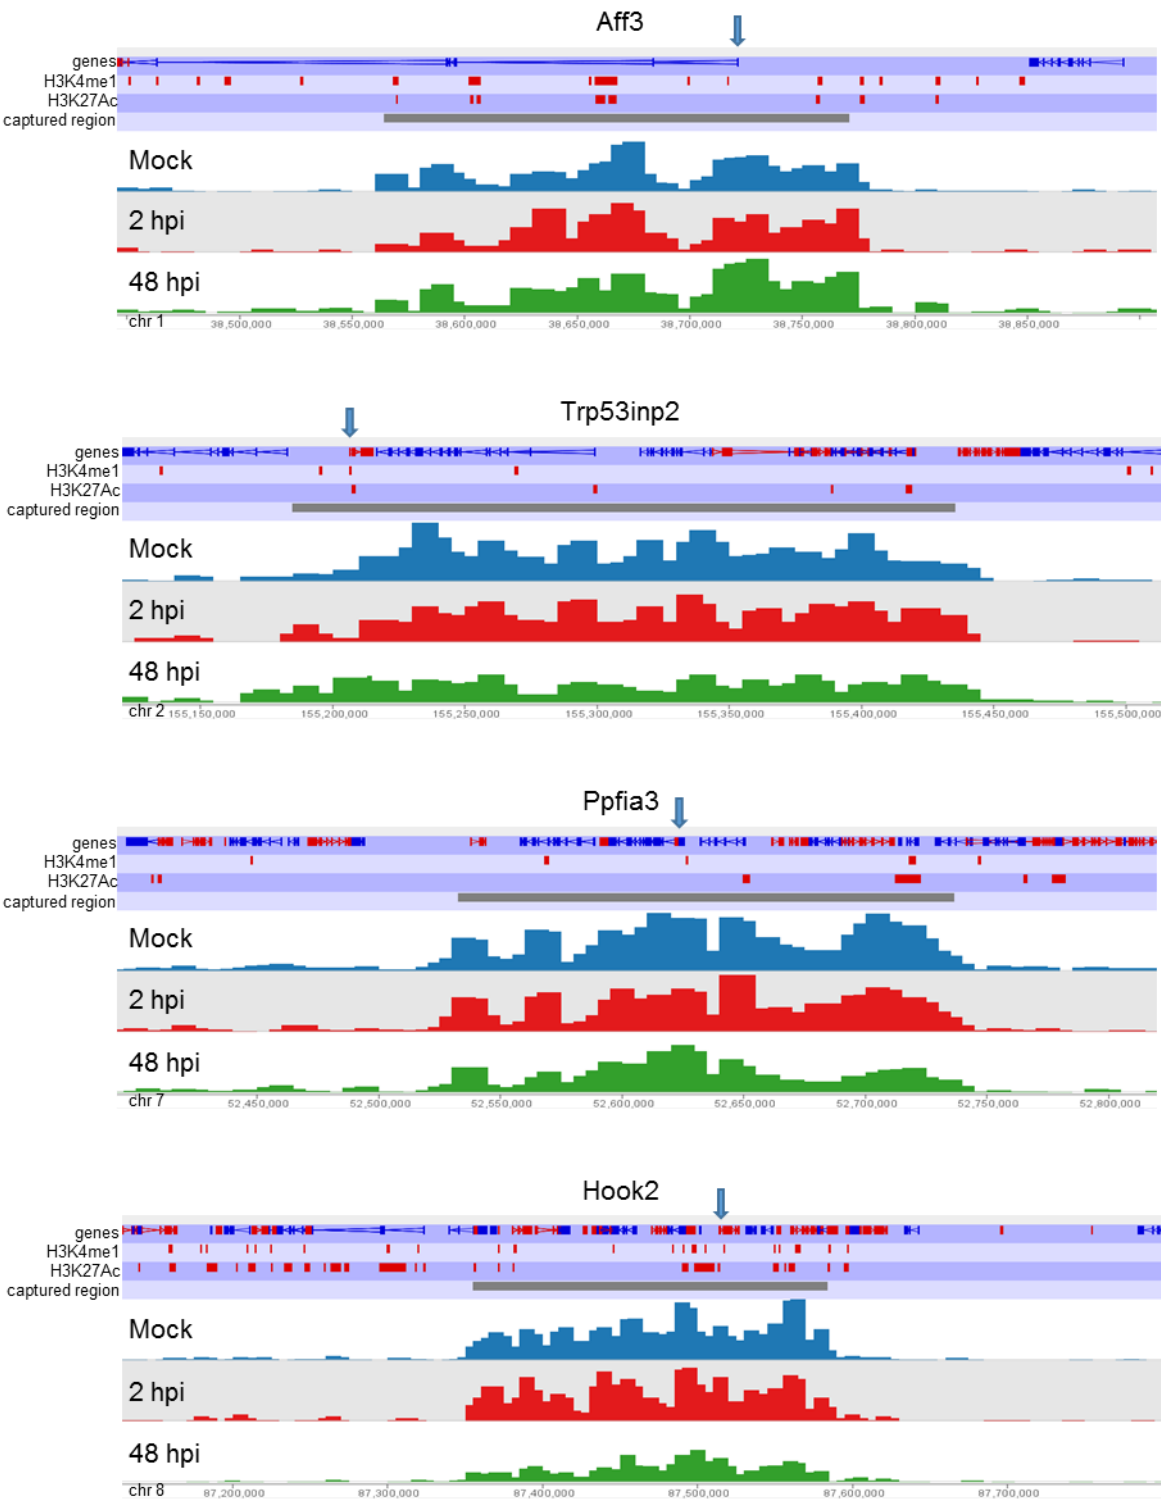 Aff3
genes
H3K4me1
H3K27Ac
captured region
Mock
2 hpi
48 hpi
chr 1
38,500,000 38,550,000 38,600,000 38,650,000 38,700,000 38,750,000 38,800,000 38,850,000
Trp53inp2
genes
H3K4me1
H3K27Ac
captured region
Mock
2 hpi
48 hpi
chr 2 155,150,000 155,200,000 155,250,000 155,300,000 155,350,000 155,400,000 155,450,000 155,500,000
Ppfia3
genes
H3K4me1
H3K27Ac
captured region
Mock
2 hpi
48 hpi
chr 7
52,450,000 52,500,000 52,550,000 52,600,000 52,650,000 52,700,000 52,750,000 52,800,000
Hook2
genes
H3K4me1
H3K27Ac
captured region
Mock
2 hpi
48 hpi
chr 8
87,200,000 87,300,000 87,400,000 87,500,000 87,600,000 87,700,000